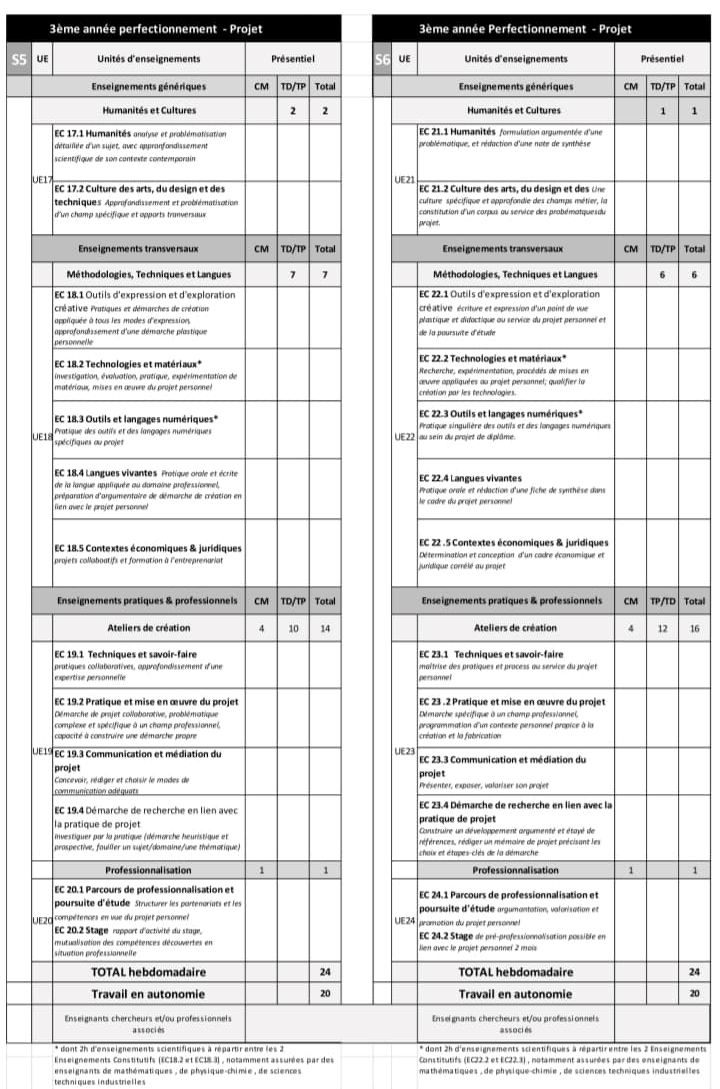 3ème année perfectionnement - Projet
S5 UE Unités d'enseignements Présentiel
Enseignements génériques CM TD/TP Total
Humanités et Cultures 2 2
EC 17.1 Humanités analyse et problématisation
détaillée d'un sujet, avec appronfondissement
scientifique de son contexte contemporain
UE17
EC 17.2 Culture des arts, du design et des
techniques Approfondissement et problématisation
d'un champ spécifique et apports tranversaux
Enseignements transversaux CM TD/TP Total
Méthodologies, Techniques et Langues 7 7
EC 18.1 Outils d'expression et d'exploration
créative Pratiques et démarches de création
appliquée à tous les modes d'expression,
approfondissement d'une démarche plastique
personnelle
EC 18.2 Technologies et matériaux*
Investigation, évaluation, pratique, expérimentation de
matériaux, mises en œuvre du projet personnel
EC 18.3 Outils et langages numériques*
Pratique des outils et des langages numériques
UE18
spécifiques au projet
EC 18.4 Langues vivantes Pratique orale et écrite
de la langue appliquée au domaine professionnel,
préparation d'argumentaire de démarche de création en
lien avec le projet personnel
EC 18.5 Contextes économiques & juridiques
projets collaboatifs et formation à l'entreprenariat
Enseignements pratiques & professionnels CM TD/TP Total
Ateliers de création 4 10 14
EC 19.1 Techniques et savoir-faire
pratiques collaboratives, approfondissement d'une
expertise personnelle
EC 19.2 Pratique et mise en œuvre du projet
Démarche de projet collaborative, problématique
complexe et spécifique à un champ professionnel,
capacité à construire une démarche propre
UE19 EC 19.3 Communication et médiation du
projet
Concevoir, rédiger et choisir le modes de
communication adéquats
EC 19.4 Démarche de recherche en lien avec
la pratique de projet
Investiguer par la pratique (démarche heuristique et
prospective, fouiller un sujet/domaine/une thématique)
Professionnalisation 1 1
EC 20.1 Parcours de professionnalisation et
poursuite d'étude Structurer les partenariats et les
UE20 compétences en vue du projet personnel
EC 20.2 Stage rapport d'activité du stage,
mutualisation des compétences découvertes en
situation professionnelle
TOTAL hebdomadaire 24
Travail en autonomie 20
Enseignants chercheurs et/ou professionnels
associés
* dont 2h d'enseignements scientifiques à répartir entre les 2
Enseignements Constitutifs (EC18.2 et EC18.3) , notamment assurées par des
enseignants de mathématiques , de physique-chimie , de sciences
techniques industrielles
3ème année Perfectionnement - Projet
S6 UE Unités d'enseignements Présentiel
Enseignements génériques CM TD/TP Total
Humanités et Cultures 1 1
EC 21.1 Humanités formulation argumentée d'une
problématique, et rédaction d'une note de synthèse
UE21
EC 21.2 Culture des arts, du design et des Une
culture spécifique et approfondie des champs métier, la
constitution d'un corpus au service des probématquesdu
projet.
Enseignements transversaux CM TD/TP Total
Méthodologies, Techniques et Langues 6 6
EC 22.1 Outils d'expression et d'exploration
créative écriture et expression d'un point de vue
plastique et didactique au service du projet personnel et
de la poursuite d'étude
EC 22.2 Technologies et matériaux*
Recherche, expérimentation, procédés de mises en
œuvre appliquées au projet personnel; qualifier la
création par les technologies.
EC 22.3 Outils et langages numériques*
Pratique singulière des outils et des langages numériques
UE22 au sein du projet de diplôme.
EC 22.4 Langues vivantes
Pratique orale et rédaction d'une fiche de synthèse dans
le cadre du projet personnel
EC 22 .5 Contextes économiques & juridiques
Détermination et conception d'un cadre économique et
juridique corrélé au projet
Enseignements pratiques & professionnels CM TP/TD Total
Ateliers de création 4 12 16
EC 23.1 Techniques et savoir-faire
maîtrise des pratiques et process au service du projet
personnel
EC 23 .2 Pratique et mise en œuvre du projet
Démarche spécifique à un champ professionnel,
programmation d'un contexte personnel propice à la
création et la fabrication
UE23
EC 23.3 Communication et médiation du
projet
Présenter, exposer, valoriser son projet
EC 23.4 Démarche de recherche en lien avec la
pratique de projet
Construire un développement argumenté et étayé de
références, rédiger un mémoire de projet précisant les
choix et étapes-clés de la démarche
Professionnalisation 1 1
EC 24.1 Parcours de professionnalisation et
poursuite d'étude argumentation, valorisation et
UE24 promotion du projet personnel
EC 24.2 Stage de pré-professionnalisation possible en
lien avec le projet personnel 2 mois
TOTAL hebdomadaire 24
Travail en autonomie 20
Enseignants chercheurs et/ou professionnels
associés
* dont 2h d'enseignements scientifiques à répartir entre les 2 Enseignements
Constitutifs (EC22.2 et EC22.3) , notamment assurées par des enseignants de
mathématiques , de physique-chimie , de sciences techniques industrielles